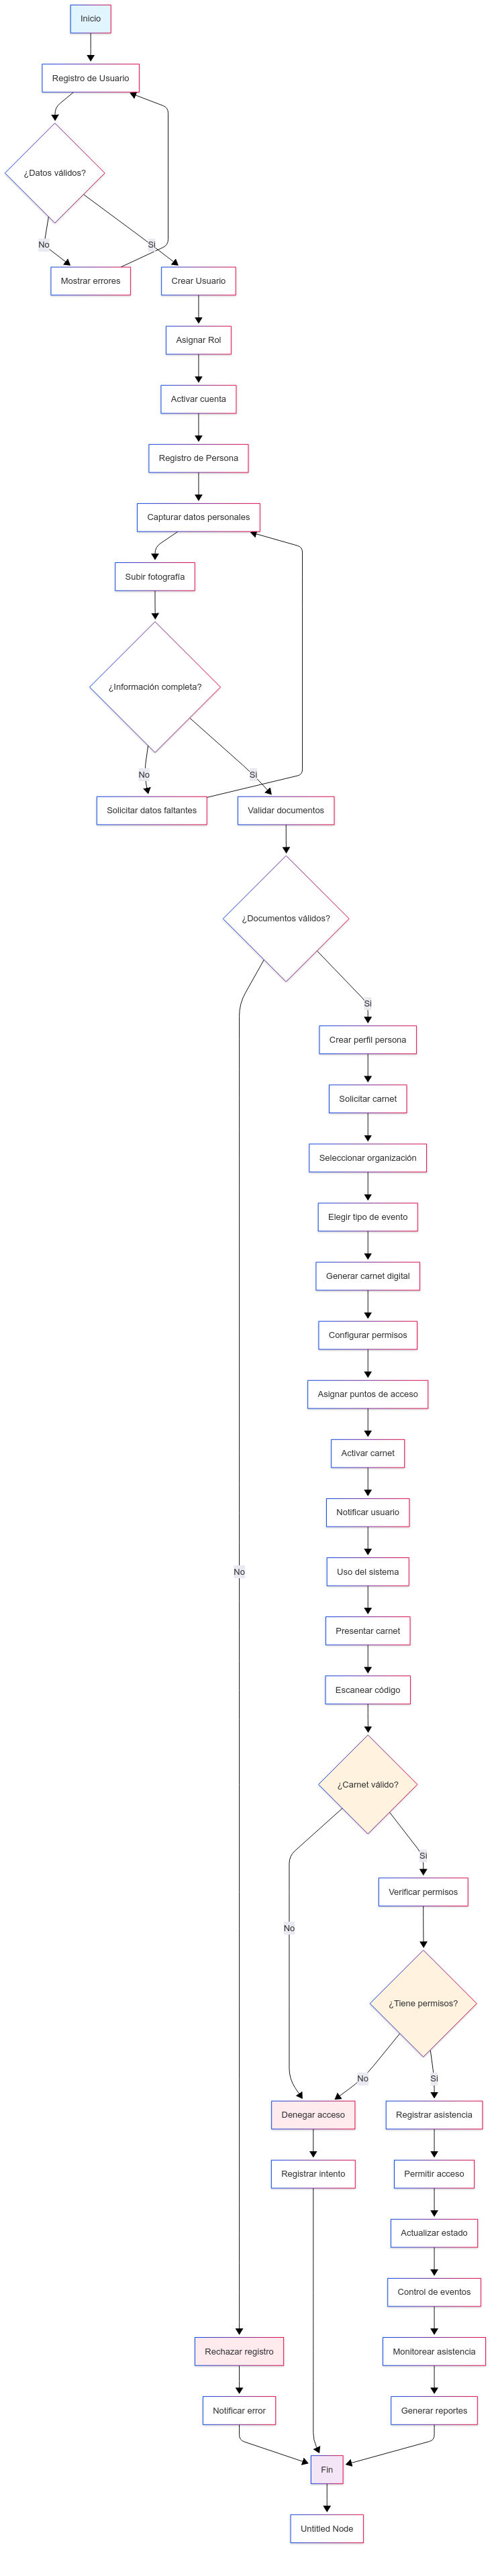 Inicio
Registro de Usuario
¿Datos válidos?
No
Si
Mostrar errores
Crear Usuario
Asignar Rol
Activar cuenta
Registro de Persona
Capturar datos personales
Subir fotografía
¿Información completa?
No
Si
Solicitar datos faltantes
Validar documentos
¿Documentos válidos?
Si
Crear perfil persona
Solicitar carnet
Seleccionar organización
Elegir tipo de evento
Generar carnet digital
Configurar permisos
Asignar puntos de acceso
Activar carnet
Notificar usuario
No
Uso del sistema
Presentar carnet
Escanear código
¿Carnet válido?
Si
Verificar permisos
No
¿Tiene permisos?
No
Si
Denegar acceso
Registrar asistencia
Registrar intento
Permitir acceso
Actualizar estado
Control de eventos
Rechazar registro
Monitorear asistencia
Notificar error
Generar reportes
Fin
Untitled Node